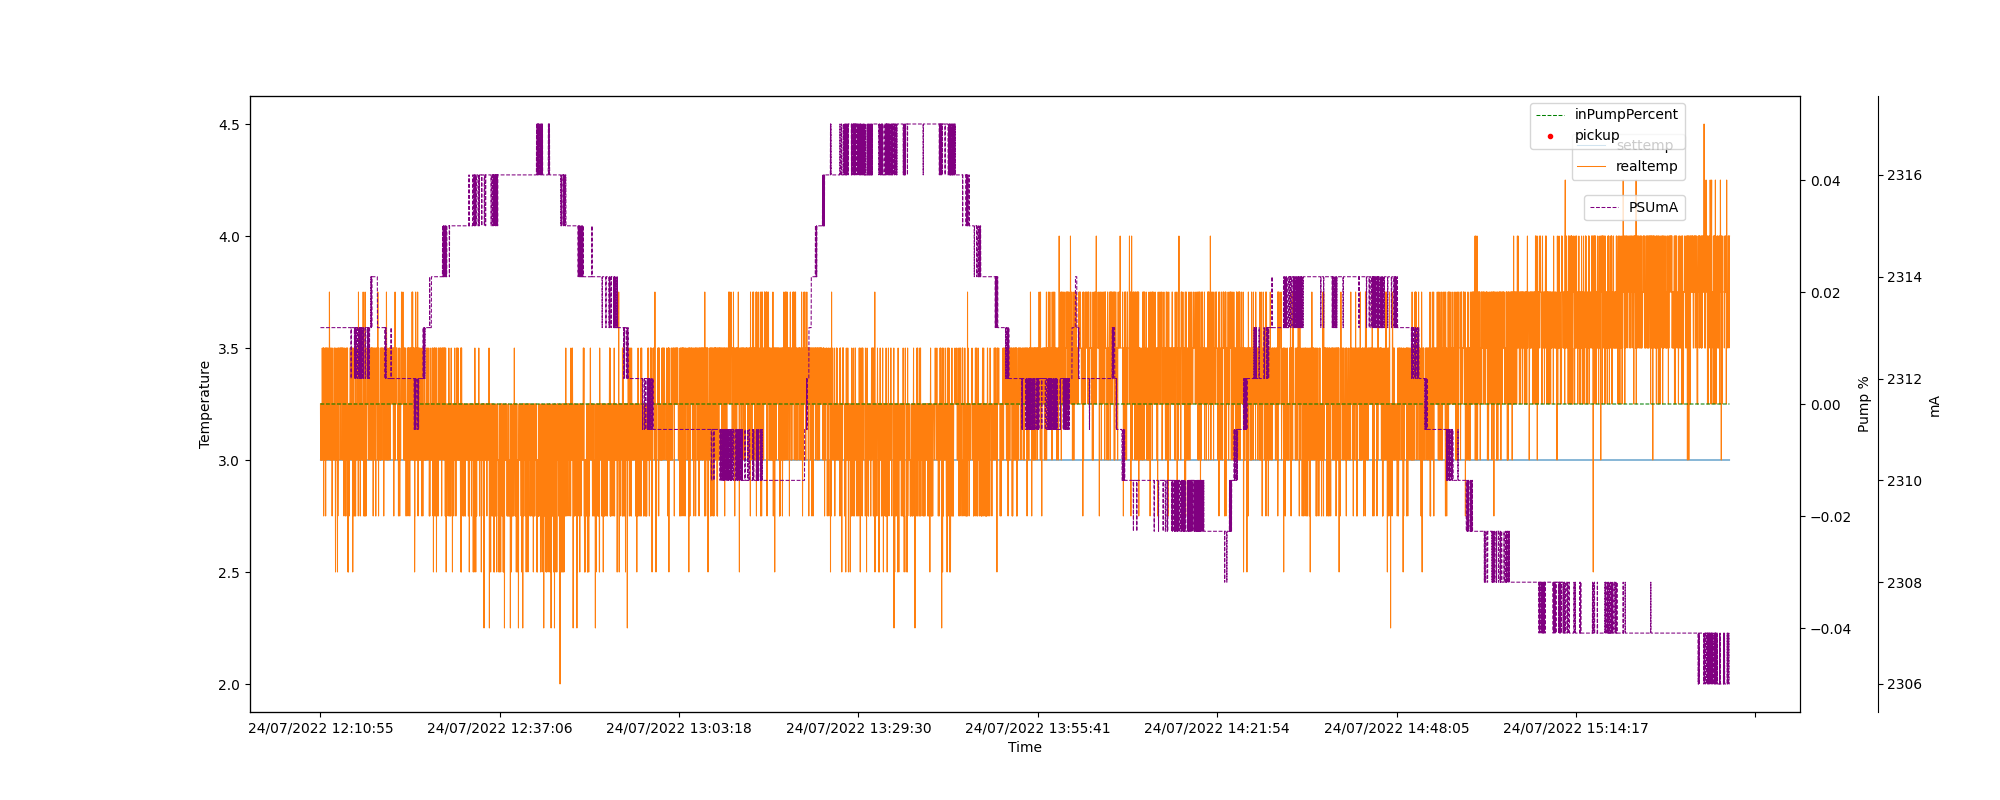 inPumpPercent
pickup
settemp
realtemp
PSUmA
4.5
4.0
3.5
3.0
2.5
2.0
Temperature
0.04
0.02
0.00
−0.02
−0.04
Pump %
2316
2314
2312
2310
2308
2306
mA
24/07/2022 12:10:55
24/07/2022 12:37:06
24/07/2022 13:03:18
24/07/2022 13:29:30
24/07/2022 13:55:41
24/07/2022 14:21:54
24/07/2022 14:48:05
24/07/2022 15:14:17
Time